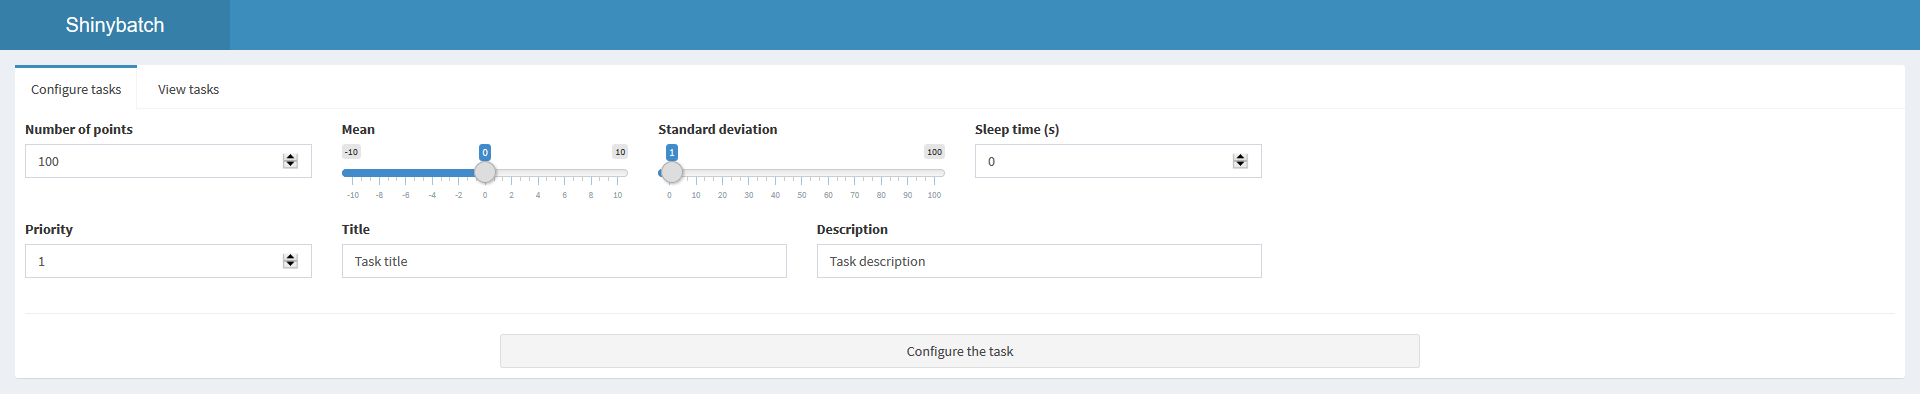 Shinybatch
Configure tasks View tasks
Number of points Mean Standard deviation Sleep time (s)
-10 0 10 1 100
100 0
-10 -8 -6 -4 -2 0 2 4 6 8 10 0 10 20 30 40 50 60 70 80 90 100
Priority Title Description
1 Task title Task description
Configure the task